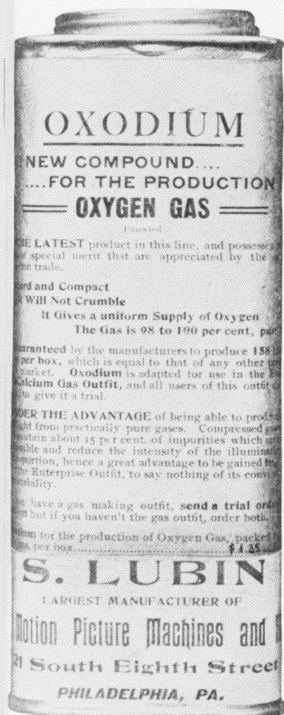 OXODIUM
NEW COMPOUND....
....FOR THE PRODUCTION
OXYGEN GAS
Patented
THE LATEST product in this line, and possesses
of special merit that are appreciated by the
trade.
and Compact
Will Not Crumble
It Gives a uniform Supply of Oxygen
The Gas is 98 to 100 per cent,
by the manufacturers to produce
per box, which is equal to that of any other
market. Oxodium is adapted for use in the
Calcium Gas Outfit, and all users of this outfit
to give it a trial.
THE ADVANTAGE of being able to
from practically pure gases. Compressed
about 15 per cent. of impurities which
and reduce the intensity of the
hence a great advantage to be gained
Enterprise Outfit, to say nothing of its
have a gas making outfit, send a trial
but if you haven't the gas outfit, order both.
for the production of Oxygen Gas, packed
per box
S. LUBIN
LARGEST MANUFACTURER OF
Motion Picture Machines and
21 South Eighth Street
PHILADELPHIA, PA.